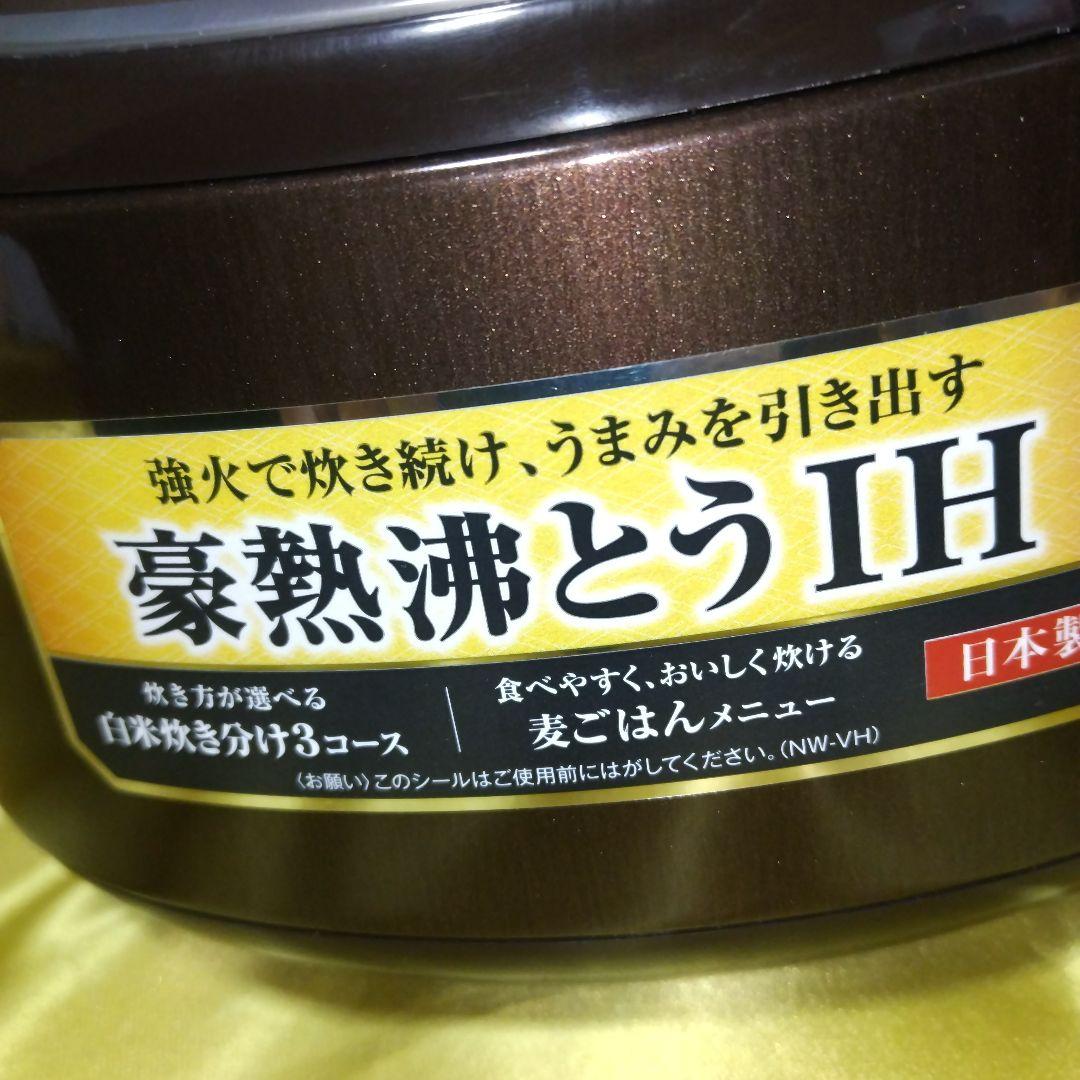 強火で炊き続け、うまみを引き出す
豪熱沸とうIH
炊き方が選べる
白米炊き分け3コース
食べやすく、おいしく炊ける
麦ごはんメニュー
日本製
〈お願い〉このシールはご使用前にはがしてください。(NW-VH)